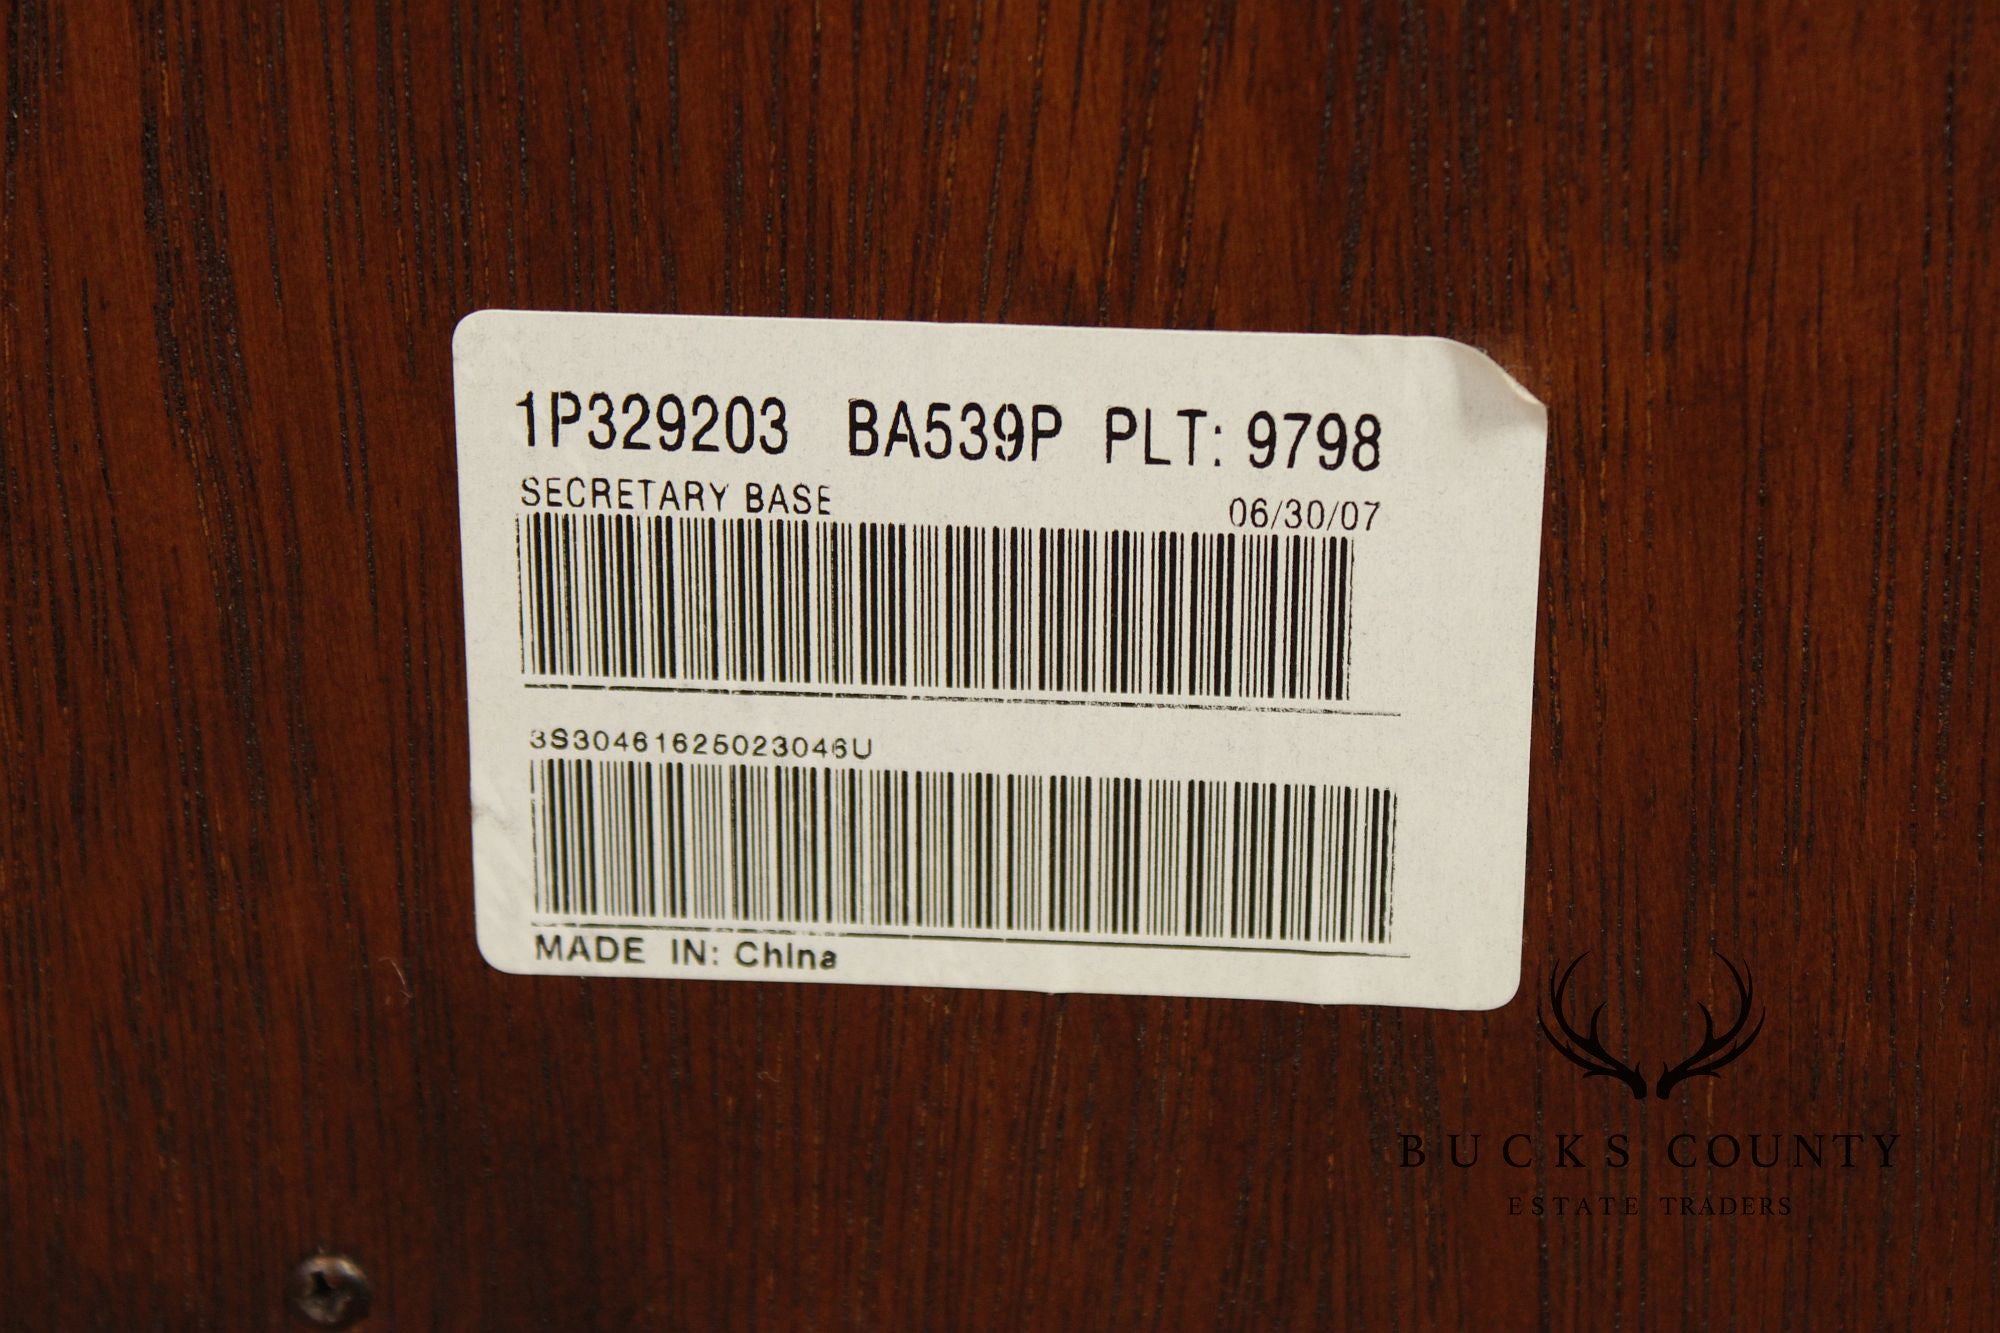 1P329203 BA539P PLT: 9798
SECRETARY BASE 06/30/07
3S30461625023046U
MADE IN: China
BUCKS COUNTY
ESTATE TRADERS